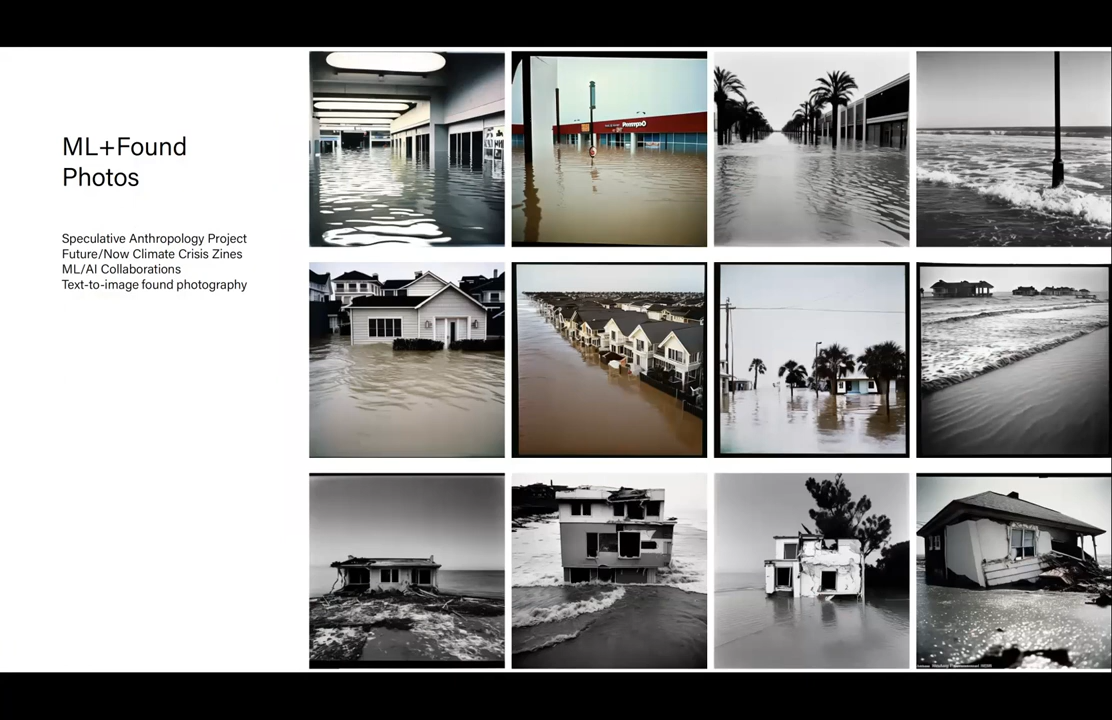 ML+Found
Photos
Speculative Anthropology Project
Future/Now Climate Crisis Zines
ML/AI Collaborations
Text-to-image found photography